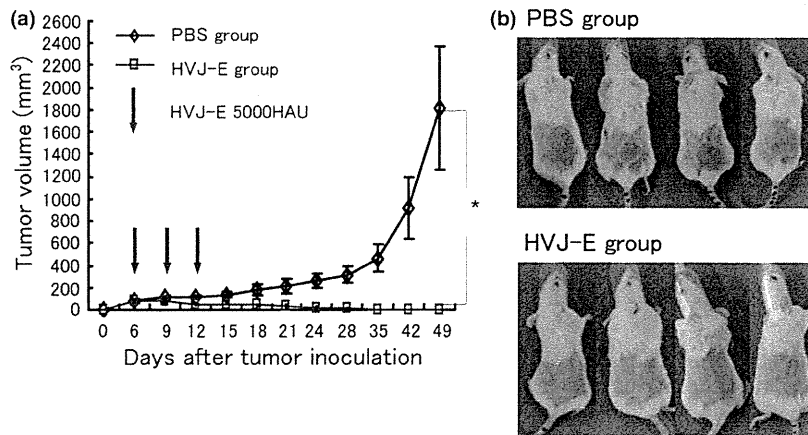 (a)
2600
2400
2200
2000
1800
1600
1400
1200
1000
800
600
400
200
0
Tumor volume (mm³)
PBS group
HVJ-E group
HVJ-E 5000HAU
*
0 6 9 12 15 18 21 24 28 35 42 49
Days after tumor inoculation
(b) PBS group
HVJ-E group